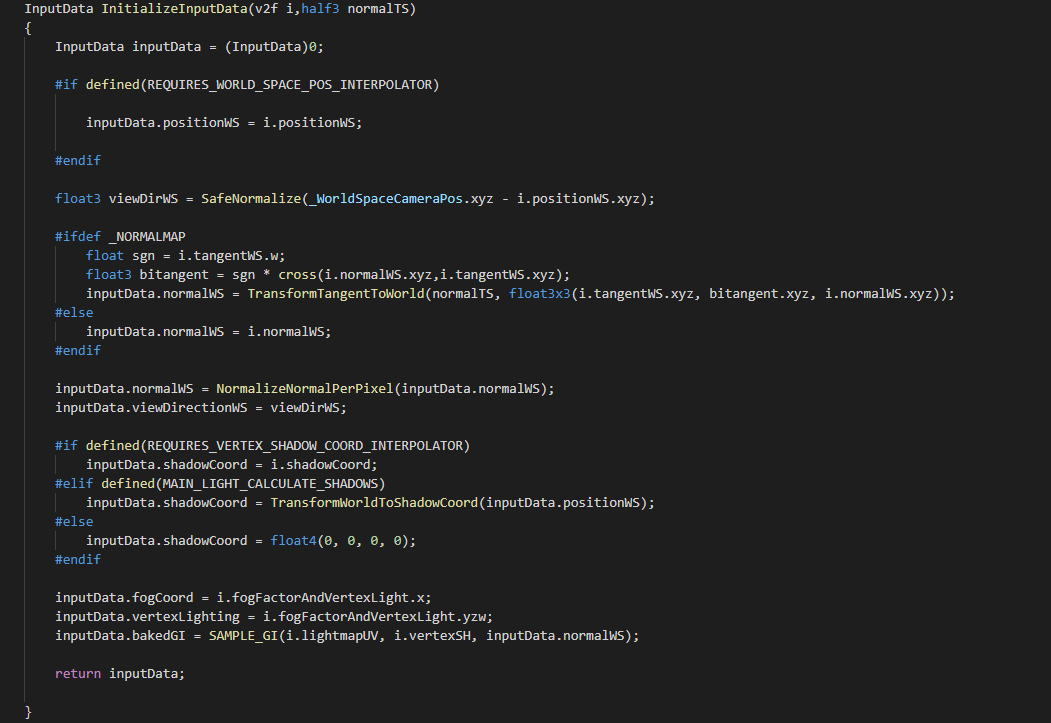 InputData InitializeInputData(v2f i,half3 normalTS)
{
InputData inputData = (InputData)0;
#if defined(REQUIRES_WORLD_SPACE_POS_INTERPOLATOR)
inputData.positionWS = i.positionWS;
#endif
float3 viewDirWS = SafeNormalize(_WorldSpaceCameraPos.xyz - i.positionWS.xyz);
#ifdef _NORMALMAP
float sgn = i.tangentWS.w;
float3 bitangent = sgn * cross(i.normalWS.xyz,i.tangentWS.xyz);
inputData.normalWS = TransformTangentToWorld(normalTS, float3x3(i.tangentWS.xyz, bitangent.xyz, i.normalWS.xyz));
#else
inputData.normalWS = i.normalWS;
#endif
inputData.normalWS = NormalizeNormalPerPixel(inputData.normalWS);
inputData.viewDirectionWS = viewDirWS;
#if defined(REQUIRES_VERTEX_SHADOW_COORD_INTERPOLATOR)
inputData.shadowCoord = i.shadowCoord;
#elif defined(MAIN_LIGHT_CALCULATE_SHADOWS)
inputData.shadowCoord = TransformWorldToShadowCoord(inputData.positionWS);
#else
inputData.shadowCoord = float4(0, 0, 0, 0);
#endif
inputData.fogCoord = i.fogFactorAndVertexLight.x;
inputData.vertexLighting = i.fogFactorAndVertexLight.yzw;
inputData.bakedGI = SAMPLE_GI(i.lightmapUV, i.vertexSH, inputData.normalWS);
return inputData;
}